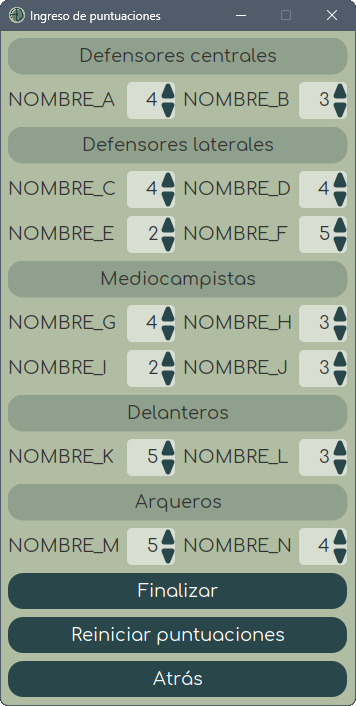 Ingreso de puntuaciones
Defensores centrales
NOMBRE_A 4 NOMBRE_B 3
Defensores laterales
NOMBRE_C 4 NOMBRE_D 4
NOMBRE_E 2 NOMBRE_F 5
Mediocampistas
NOMBRE_G 4 NOMBRE_H 3
NOMBRE_I 2 NOMBRE_J 3
Delanteros
NOMBRE_K 5 NOMBRE_L 3
Arqueros
NOMBRE_M 5 NOMBRE_N 4
Finalizar
Reiniciar puntuaciones
Atrás